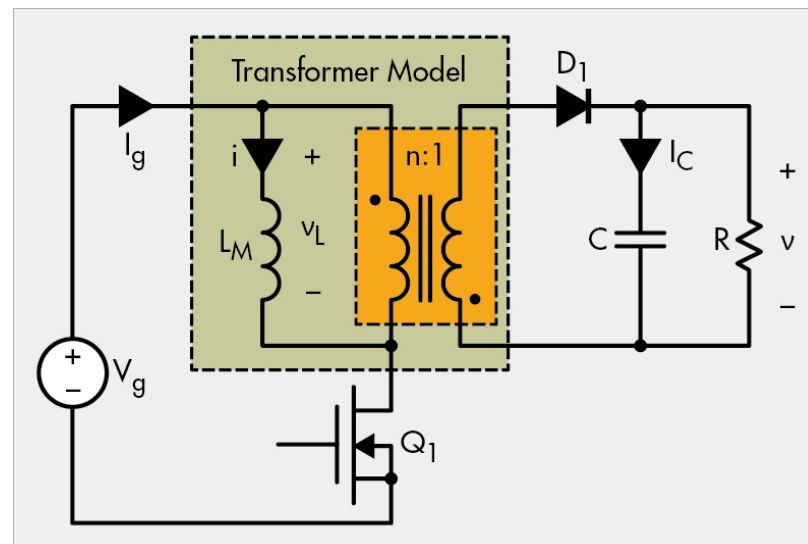 Transformer Model
D1
Ig
i
+
n:1
IC
+
LM
vL
C
R
v
−
−
+
−
Vg
Q1